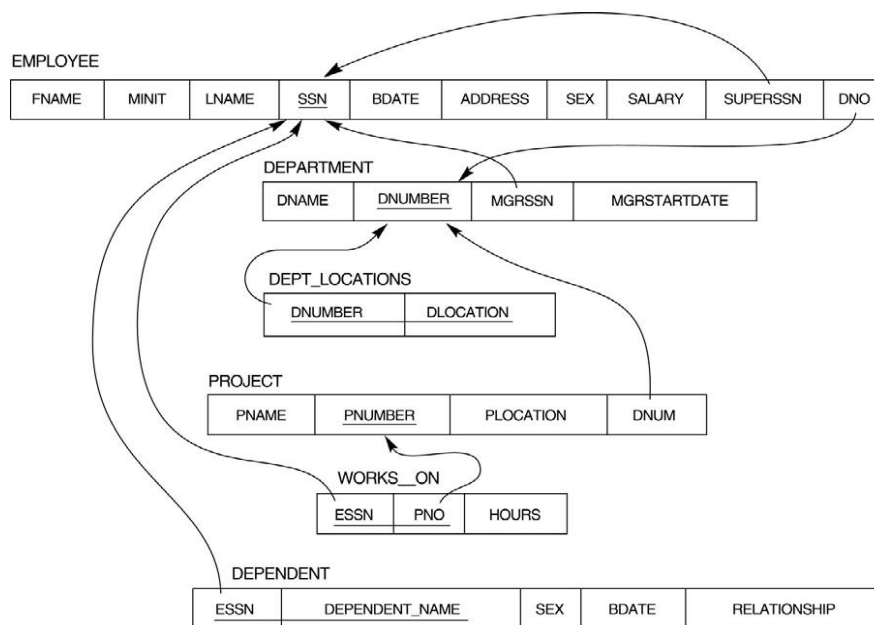 EMPLOYEE
FNAME MINIT LNAME SSN BDATE ADDRESS SEX SALARY SUPERSSN DNO
DEPARTMENT
DNAME DNUMBER MGRSSN MGRSTARTDATE
DEPT_LOCATIONS
DNUMBER DLOCATION
PROJECT
PNAME PNUMBER PLOCATION DNUM
WORKS__ON
ESSN PNO HOURS
DEPENDENT
ESSN DEPENDENT_NAME SEX BDATE RELATIONSHIP